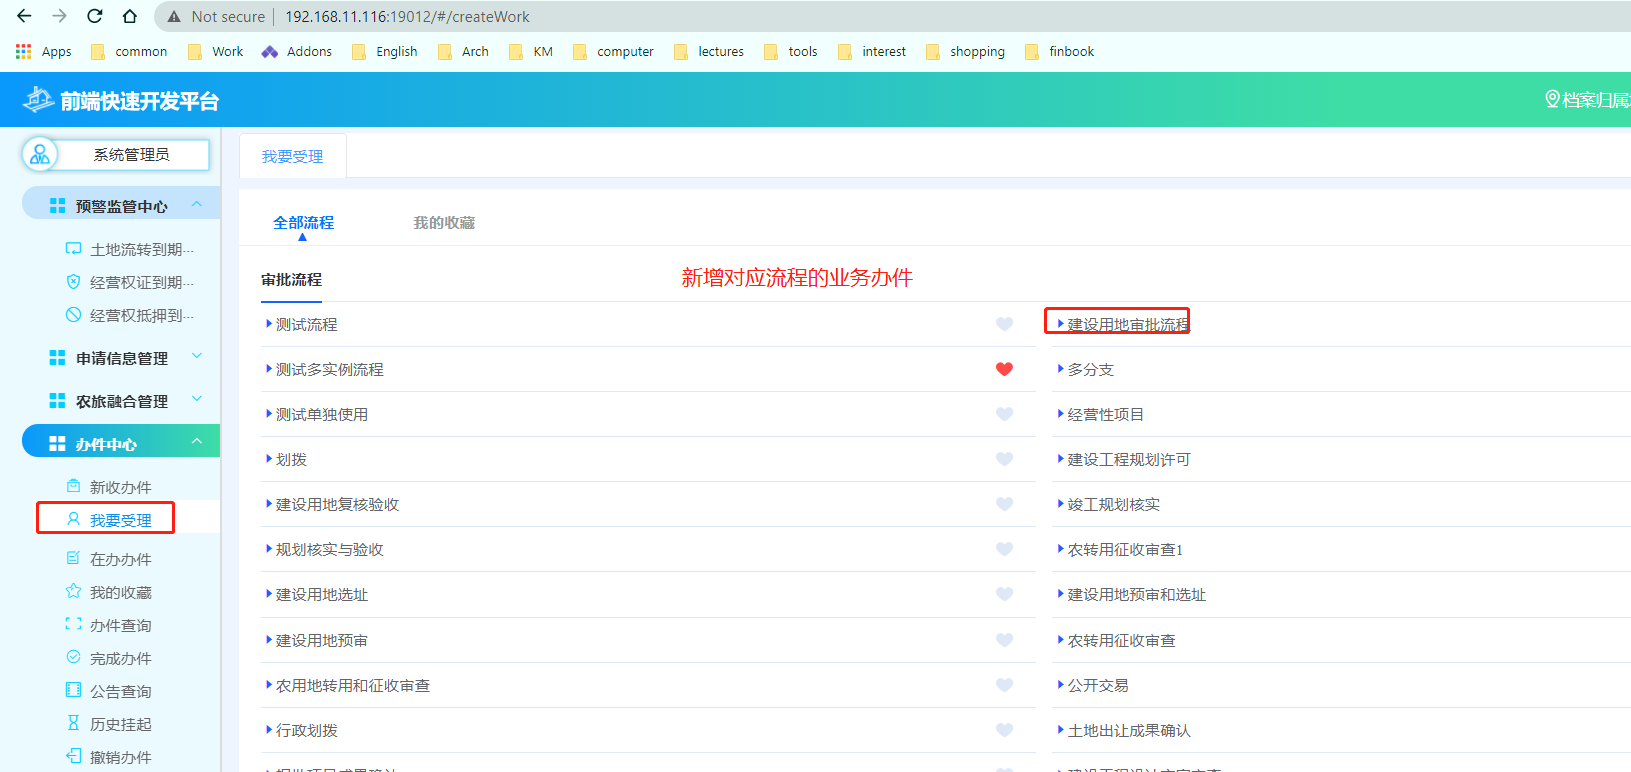 Not secure | 192.168.11.116:19012/#/createWork
Apps common Work Addons English Arch KM computer lectures tools interest shopping finbook
前端快速开发平台
档案归属
系统管理员
预警监管中心
土地流转到期...
经营权证到期...
经营权抵押到...
申请信息管理
农旅融合管理
办件中心
新收办件
我要受理
在办办件
我的收藏
办件查询
完成办件
公告查询
历史挂起
撤销办件
我要受理
全部流程 我的收藏
审批流程
新增对应流程的业务办件
测试流程 建设用地审批流程
测试多实例流程 多分支
测试单独使用 经营性项目
划拨 建设工程规划许可
建设用地复核验收 竣工规划核实
规划核实与验收 农转用征收审查1
建设用地选址 建设用地预审和选址
建设用地预审 农转用征收审查
农用地转用和征收审查 公开交易
行政划拨 土地出让成果确认